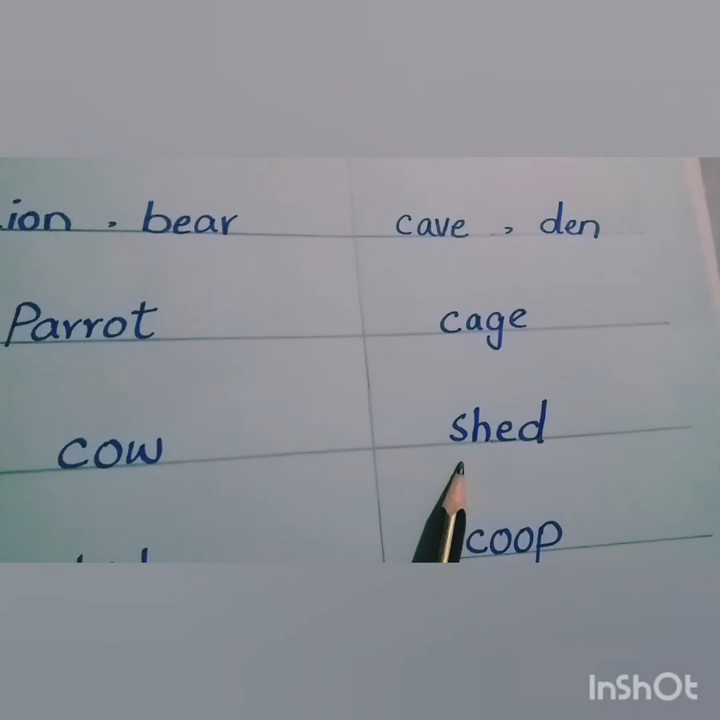 ion, bear cave, den
Parrot cage
cow shed
coop
InShOt